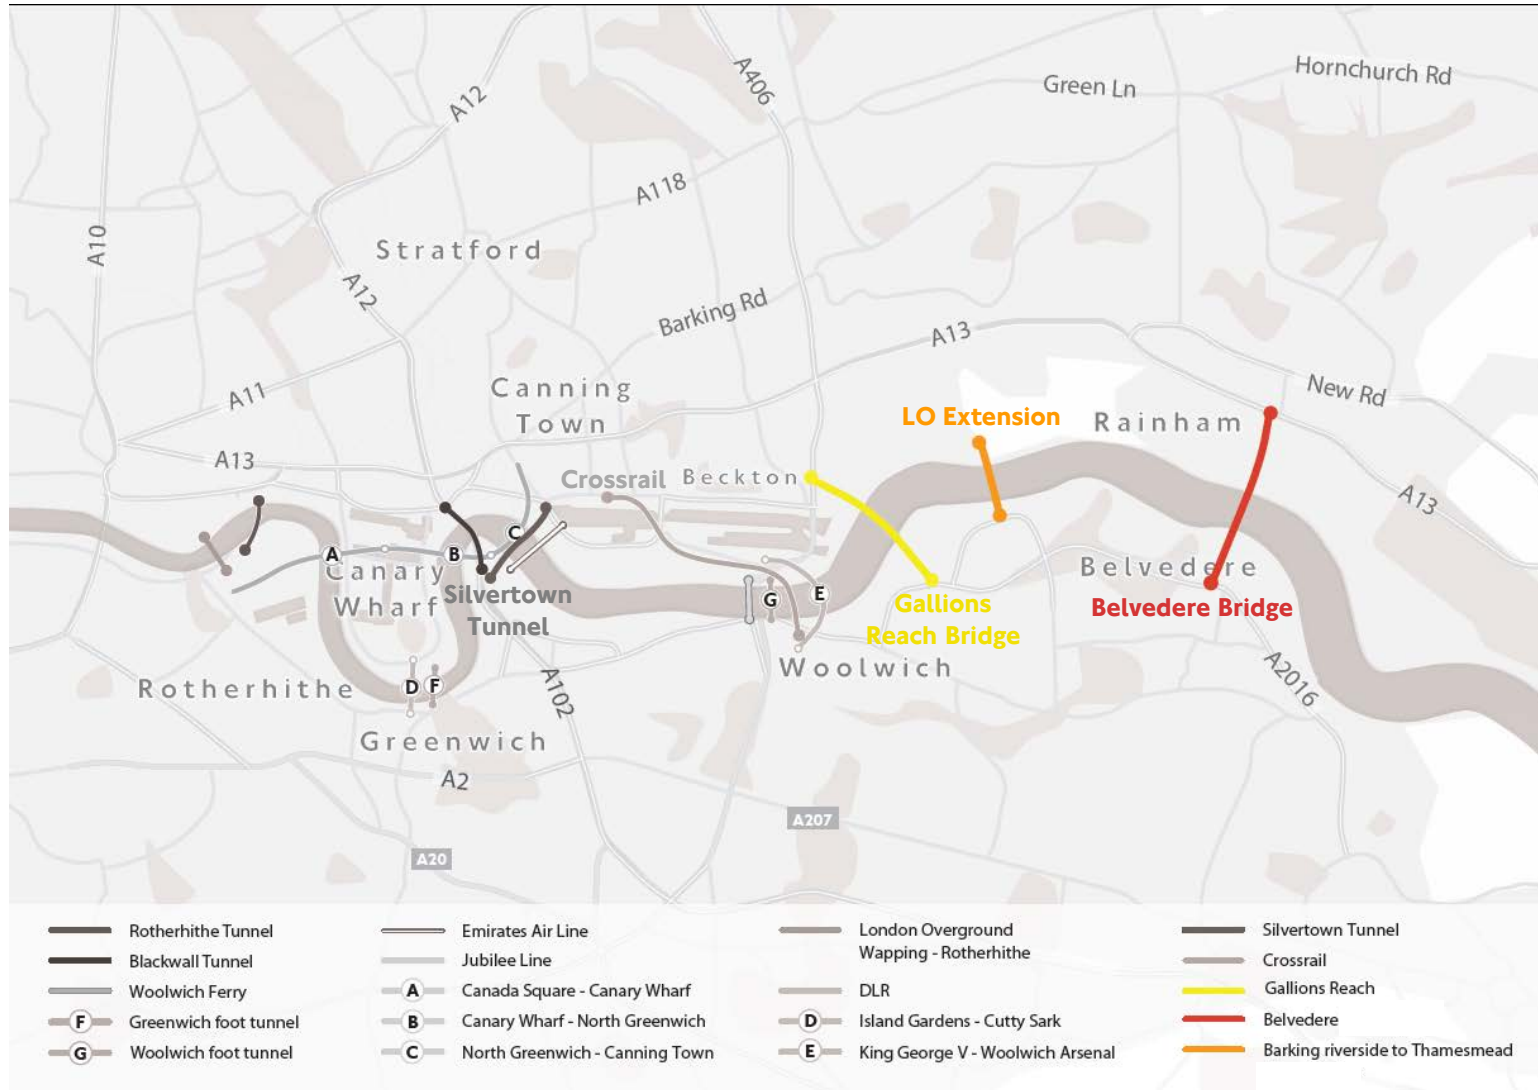 A406
Green Ln
Hornchurch Rd
A12
A118
A10
Stratford
A12
Barking Rd
A13
New Rd
A11
Canning
Town
LO Extension
Rainham
A13
Crossrail
Beckton
A13
C
A
B
Canary
Wharf
Silvertown
Tunnel
G
E
Gallions
Reach Bridge
Belvedere
Belvedere Bridge
Woolwich
Rotherhithe
D
F
A102
A2016
Greenwich
A2
A207
A20
Rotherhithe Tunnel
Blackwall Tunnel
Woolwich Ferry
F Greenwich foot tunnel
G Woolwich foot tunnel
Emirates Air Line
Jubilee Line
A Canada Square - Canary Wharf
B Canary Wharf - North Greenwich
C North Greenwich - Canning Town
London Overground
Wapping - Rotherhithe
DLR
D Island Gardens - Cutty Sark
E King George V - Woolwich Arsenal
Silvertown Tunnel
Crossrail
Gallions Reach
Belvedere
Barking riverside to Thamesmead